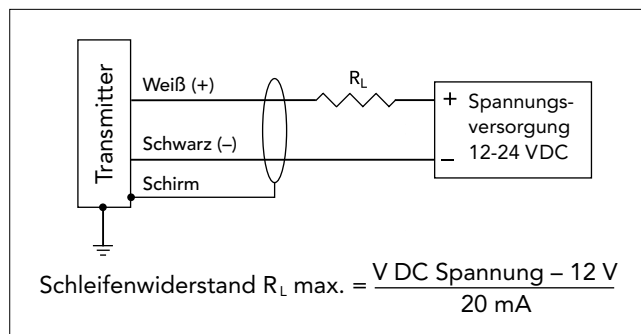 Transmitter
Weiß (+)
Schwarz (–)
Schirm
RL
+
–
Spannungs-
versorgung
12-24 VDC
Schleifenwiderstand RL max. = V DC Spannung – 12 V
20 mA